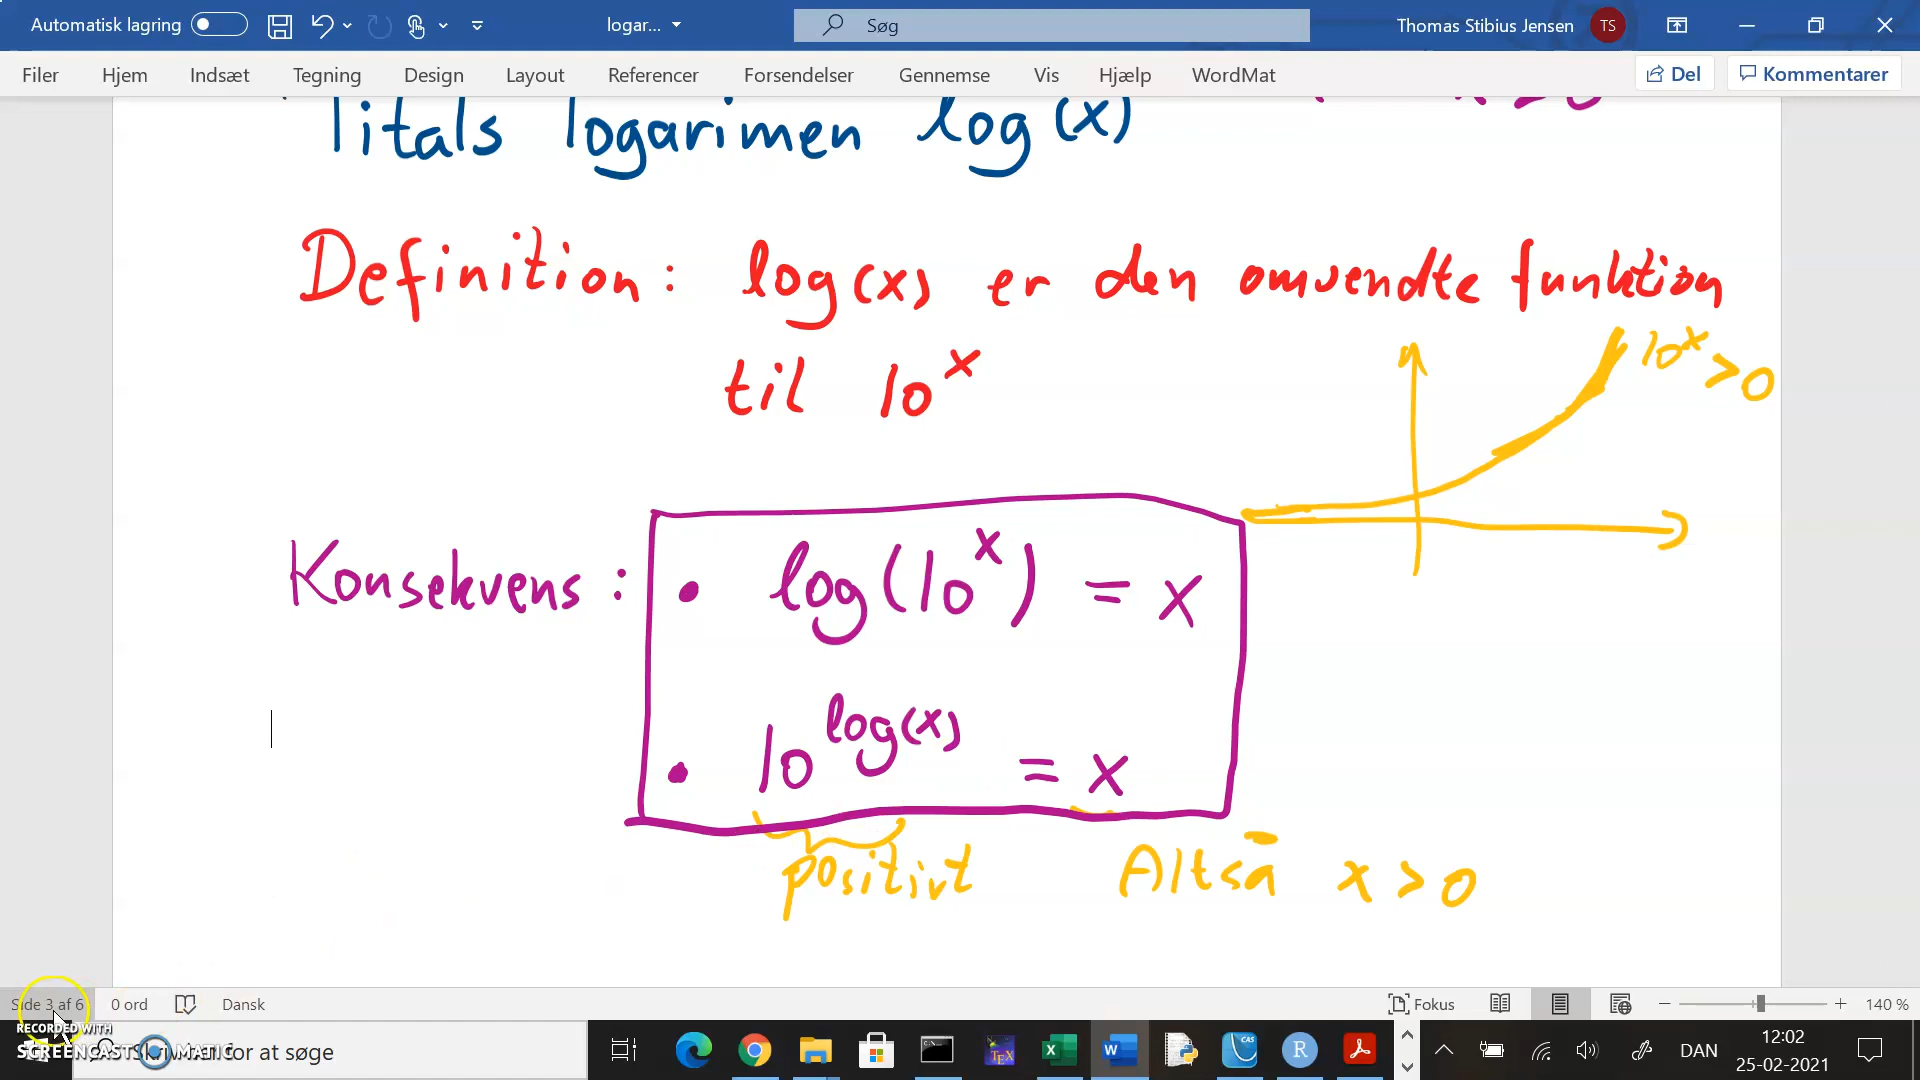 Automatisk lagring
logar...
Søg
Thomas Stibius Jensen
TS
Filer Hjem Indsæt Tegning Design Layout Referencer Forsendelser Gennemse Vis Hjælp WordMat
Del Kommentarer
Titals logarimen log(x)
Definition: log(x) er den omvendte funktion
til 10^x
10^x > 0
Konsekvens:
• log(10^x) = x
• 10^log(x) = x
positivt Altså x > 0
Side 3 af 6 0 ord Dansk Fokus 140 %
RECORDED WITH
SCREENCAST MATIC
for at søge
TEX
CAS
R
DAN
12:02
25-02-2021